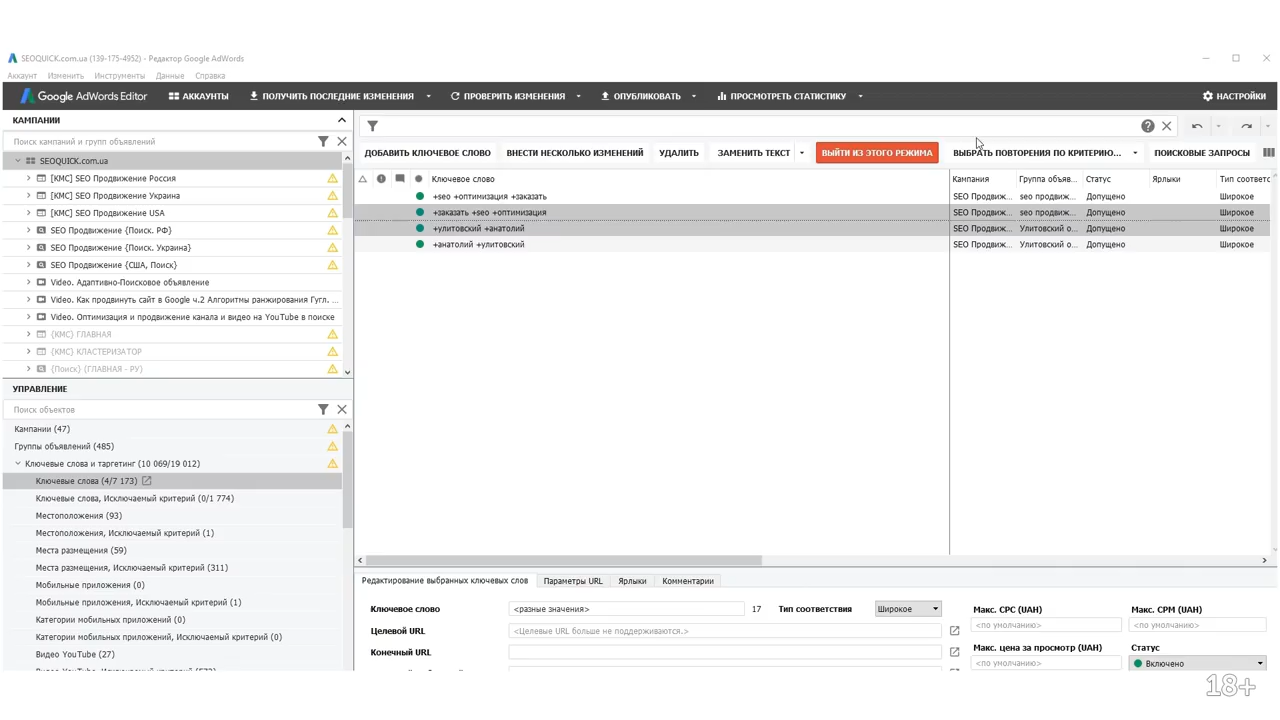 SEOQUICK.com.ua (139-175-4952) - Редактор Google AdWords
Аккаунт Изменить Инструменты Данные Справка
Google AdWords Editor АККАУНТЫ ПОЛУЧИТЬ ПОСЛЕДНИЕ ИЗМЕНЕНИЯ ПРОВЕРИТЬ ИЗМЕНЕНИЯ ОПУБЛИКОВАТЬ ПРОСМОТРЕТЬ СТАТИСТИКУ НАСТРОЙКИ
КАМПАНИИ
Поиск кампаний и групп объявлений
SEOQUICK.com.ua
[КМС] SEO Продвижение Россия
[КМС] SEO Продвижение Украина
[КМС] SEO Продвижение USA
SEO Продвижение {Поиск. РФ}
SEO Продвижение {Поиск. Украина}
SEO Продвижение {США, Поиск}
Video. Адаптивно-Поисковое объявление
Video. Как продвинуть сайт в Google ч.2 Алгоритмы ранжирования Гугл. ...
Video. Оптимизация и продвижение канала и видео на YouTube в поиске
{КМС} ГЛАВНАЯ
{КМС} КЛАСТЕРИЗАТОР
{Поиск} (ГЛАВНАЯ - РУ)
УПРАВЛЕНИЕ
Поиск объектов
Кампании (47)
Группы объявлений (485)
Ключевые слова и таргетинг (10 069/19 012)
Ключевые слова (4/7 173)
Ключевые слова, Исключаемый критерий (0/1 774)
Местоположения (93)
Местоположения, Исключаемый критерий (1)
Места размещения (59)
Места размещения, Исключаемый критерий (311)
Мобильные приложения (0)
Мобильные приложения, Исключаемый критерий (1)
Категории мобильных приложений (0)
Категории мобильных приложений, Исключаемый критерий (0)
Видео YouTube (27)
ДОБАВИТЬ КЛЮЧЕВОЕ СЛОВО ВНЕСТИ НЕСКОЛЬКО ИЗМЕНЕНИЙ УДАЛИТЬ ЗАМЕНИТЬ ТЕКСТ ВЫЙТИ ИЗ ЭТОГО РЕЖИМА ВЫБРАТЬ ПОВТОРЕНИЯ ПО КРИТЕРИЮ... ПОИСКОВЫЕ ЗАПРОСЫ
Ключевое слово Кампания Группа объяв... Статус Ярлыки Тип соответс
+seo +оптимизация +заказать SEO Продвиж... seo продвиж... Допущено Широкое
+заказать +seo +оптимизация SEO Продвиж... seo продвиж... Допущено Широкое
+улитовский +анатолий SEO Продвиж... Улитовский о... Допущено Широкое
+анатолий +улитовский SEO Продвиж... Улитовский о... Допущено Широкое
Редактирование выбранных ключевых слов Параметры URL Ярлыки Комментарии
Ключевое слово <разные значения> 17 Тип соответствия Широкое Макс. CPC (UAH) Макс. CPM (UAH)
<по умолчанию> <по умолчанию>
Целевой URL <Целевые URL больше не поддерживаются.>
Конечный URL Макс. цена за просмотр (UAH) Статус
<по умолчанию> Включено
18+